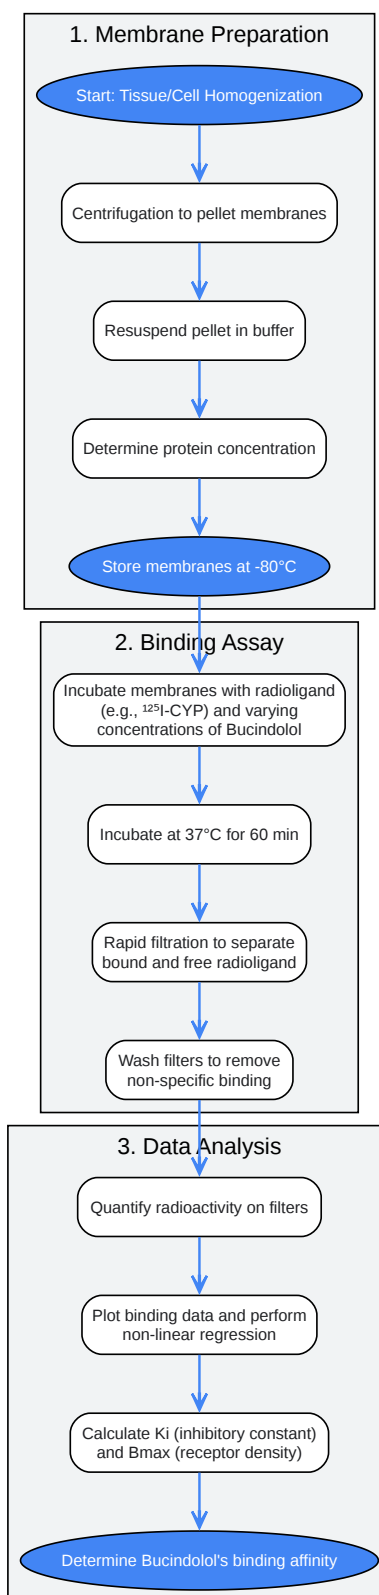 1. Membrane Preparation
Start: Tissue/Cell Homogenization
Centrifugation to pellet membranes
Resuspend pellet in buffer
Determine protein concentration
Store membranes at -80°C
2. Binding Assay
Incubate membranes with radioligand
(e.g., ¹²⁵I-CYP) and varying
concentrations of Bucindolol
Incubate at 37°C for 60 min
Rapid filtration to separate
bound and free radioligand
Wash filters to remove
non-specific binding
3. Data Analysis
Quantify radioactivity on filters
Plot binding data and perform
non-linear regression
Calculate Ki (inhibitory constant)
and Bmax (receptor density)
Determine Bucindolol's binding affinity